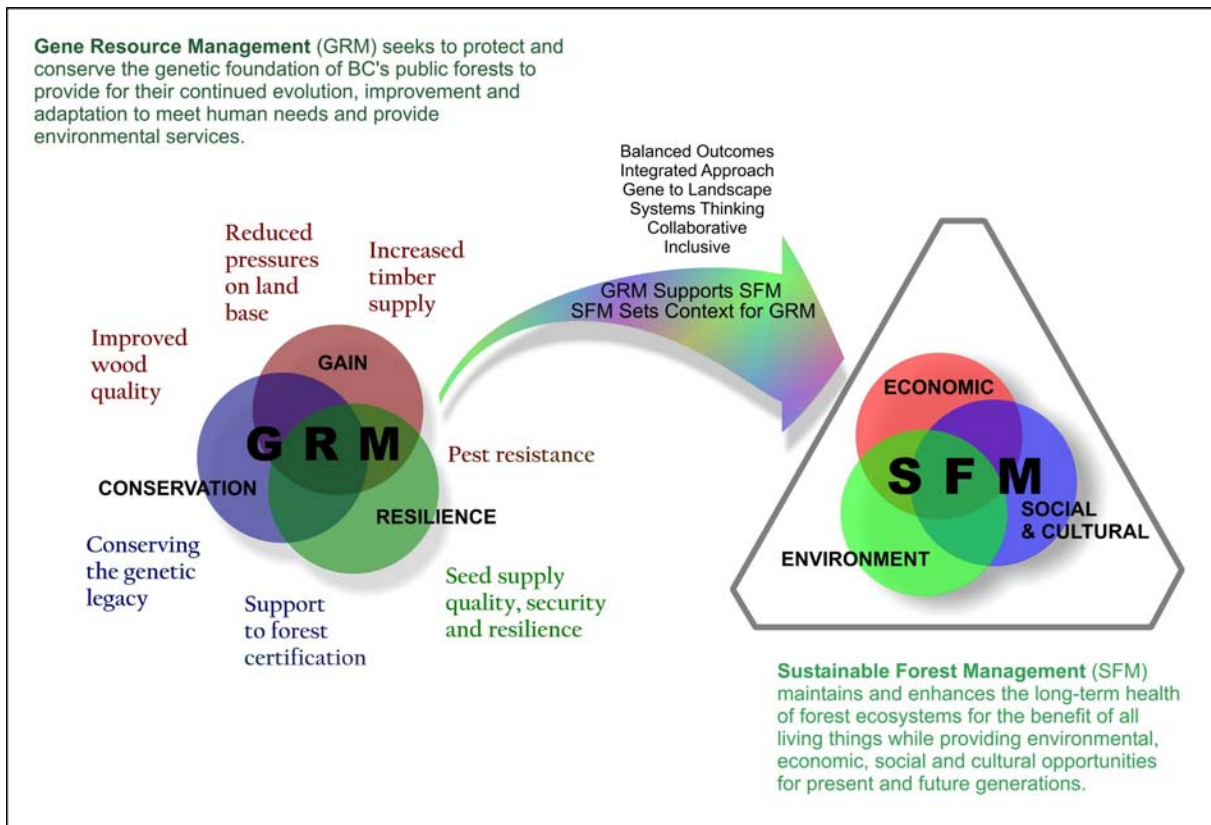 Gene Resource Management (GRM) seeks to protect and
conserve the genetic foundation of BC's public forests to
provide for their continued evolution, improvement and
adaptation to meet human needs and provide
environmental services.
Balanced Outcomes
Integrated Approach
Gene to Landscape
Systems Thinking
Collaborative
Inclusive
GRM Supports SFM
SFM Sets Context for GRM
Reduced
pressures
on land
base
Increased
timber
supply
Improved
wood
quality
GAIN
GRM
CONSERVATION
RESILIENCE
Pest resistance
Conserving
the genetic
legacy
Support
to forest
certification
Seed supply
quality, security
and resilience
ECONOMIC
SFM
SOCIAL
& CULTURAL
ENVIRONMENT
Sustainable Forest Management (SFM)
maintains and enhances the long-term health
of forest ecosystems for the benefit of all
living things while providing environmental,
economic, social and cultural opportunities
for present and future generations.